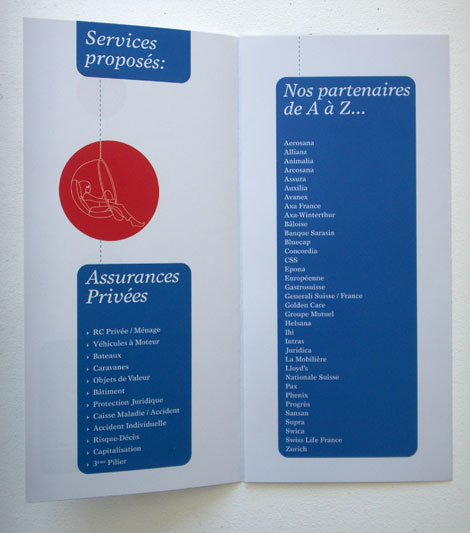 Services
proposés:
Assurances
Privées
RC Privée / Ménage
Véhicules à Moteur
Bateaux
Caravanes
Objets de Valeur
Bâtiment
Protection Juridique
Caisse Maladie / Accident
Accident Individuelle
Risque-Décès
Capitalisation
3ème Pilier
Nos partenaires
de A à Z...
Aerosana
Allianz
Animalia
Arcosana
Assura
Auxilia
Avanex
Axa France
Axa-Winterthur
Bâloise
Banque Sarasin
Bluecap
Concordia
CSS
Epona
Européenne
Gastrosuisse
Generali Suisse / France
Golden Care
Groupe Mutuel
Helsana
Ihi
Intras
Juridica
La Mobilière
Lloyd's
Nationale Suisse
Pax
Phenix
Progrès
Sansan
Supra
Swica
Swiss Life France
Zurich